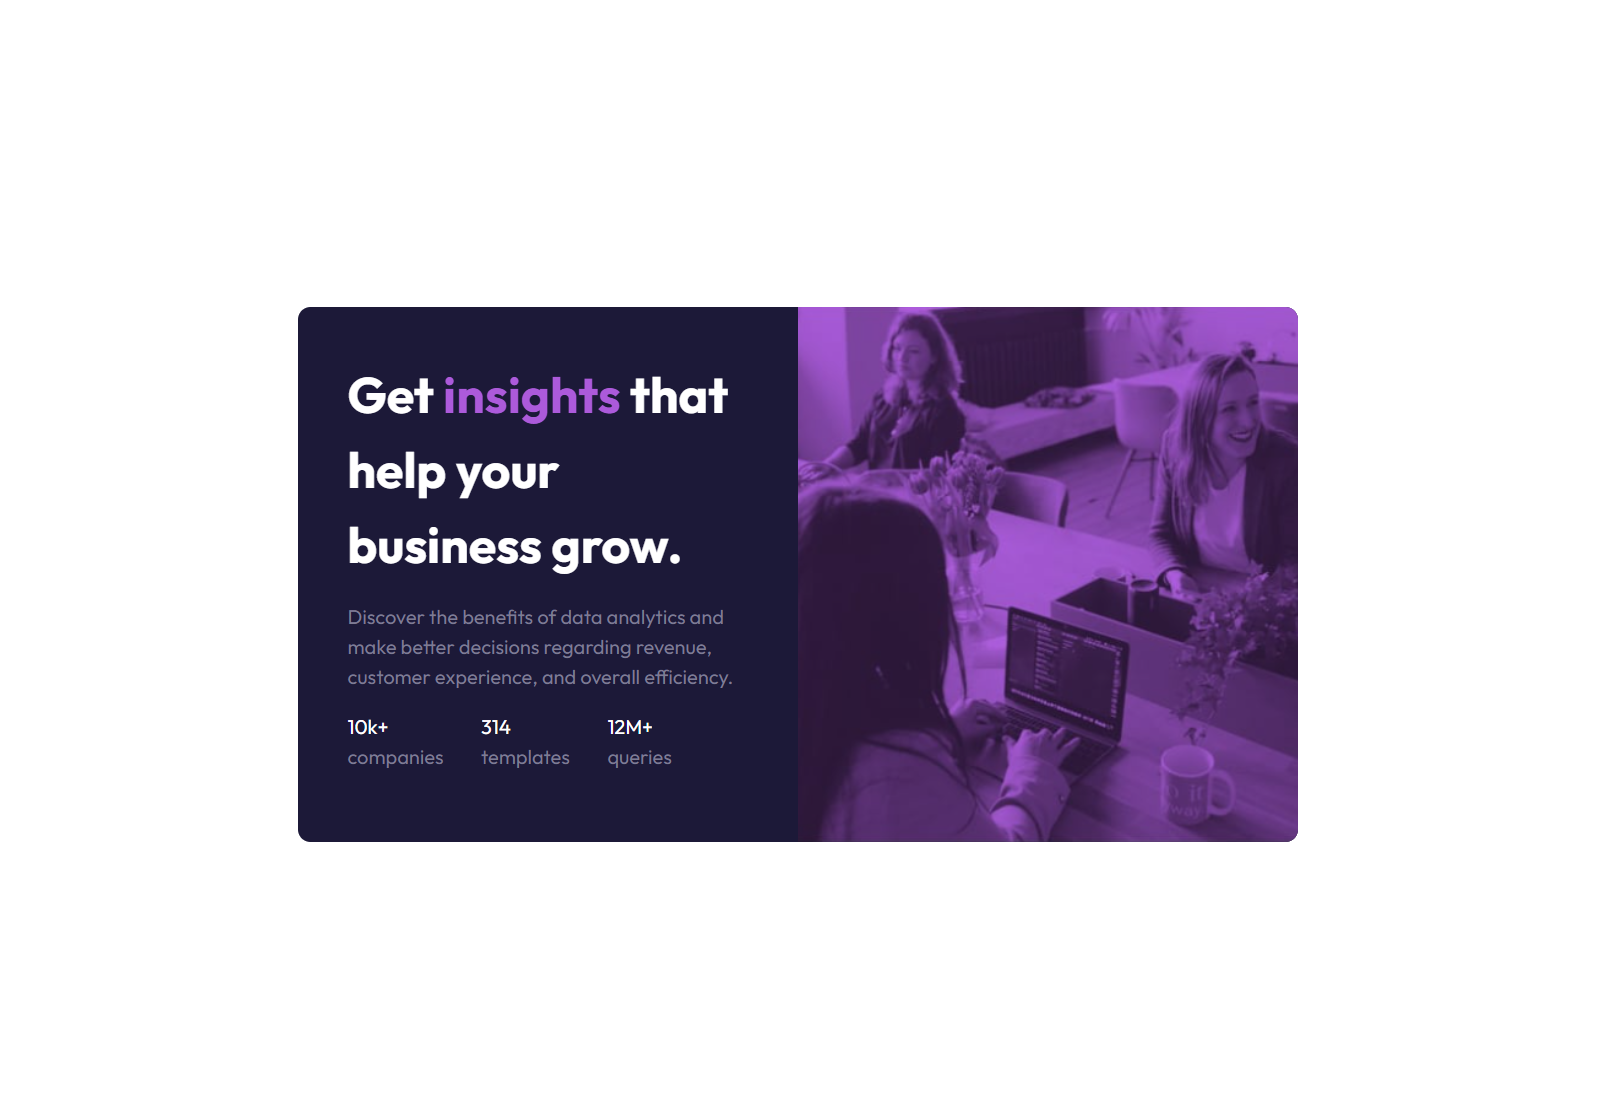 Get insights that
help your
business grow.
Discover the benefits of data analytics and
make better decisions regarding revenue,
customer experience, and overall efficiency.
10k+ 314 12M+
companies templates queries